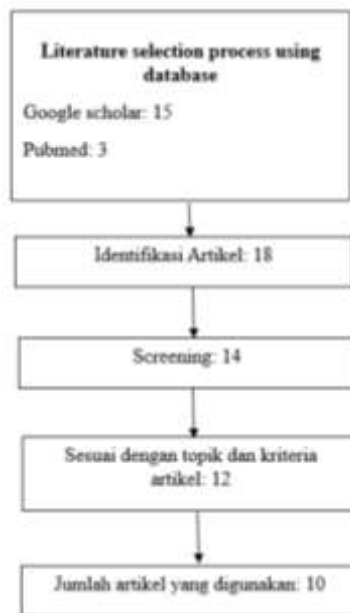 Literature selection process using
database
Google scholar: 15
Pubmed: 3
Identifikasi Artikel: 18
Screening: 14
Sesuai dengan topik dan kriteria
artikel: 12
Jumlah artikel yang digunakan: 10